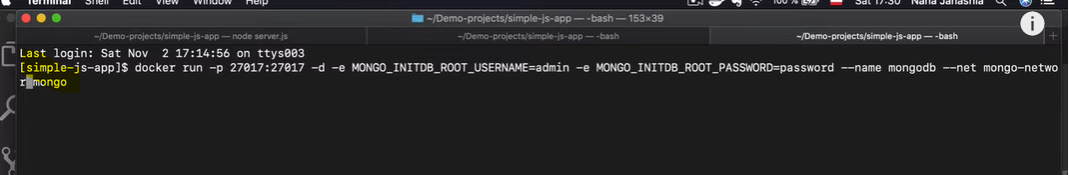 Terminal Shell Edit View Window Help 100 % Sat 17:30 Nana Janashia
~/Demo-projects/simple-js-app — -bash — 153×39
~/Demo-projects/simple-js-app — node server.js ~/Demo-projects/simple-js-app — -bash ~/Demo-projects/simple-js-app — -bash +
Last login: Sat Nov 2 17:14:56 on ttys003
[simple-js-app]$ docker run -p 27017:27017 -d -e MONGO_INITDB_ROOT_USERNAME=admin -e MONGO_INITDB_ROOT_PASSWORD=password --name mongodb --net mongo-netwo
r mongo